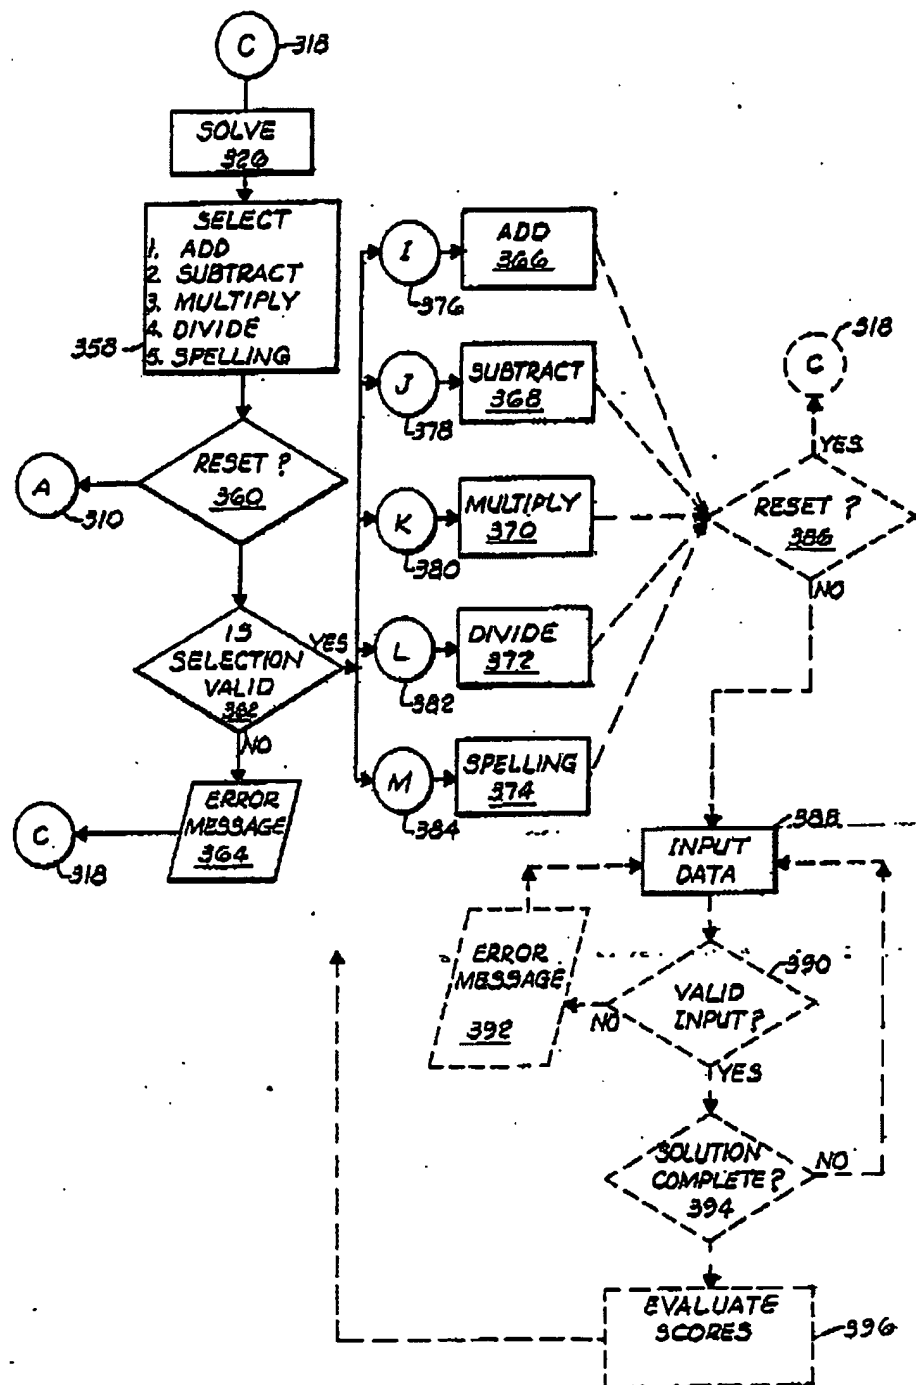 C
318
SOLVE
326
SELECT
1. ADD
2. SUBTRACT
3. MULTIPLY
4. DIVIDE
5. SPELLING
358
RESET ?
360
A
310
IS
SELECTION
VALID
362
YES
NO
ERROR
MESSAGE
364
C
318
I
376
ADD
366
J
378
SUBTRACT
368
K
380
MULTIPLY
370
L
382
DIVIDE
372
M
384
SPELLING
374
318
C
YES
RESET ?
386
NO
388
INPUT
DATA
ERROR
MESSAGE
392
390
VALID
INPUT?
NO
YES
SOLUTION
COMPLETE?
394
NO
EVALUATE
SCORES
396